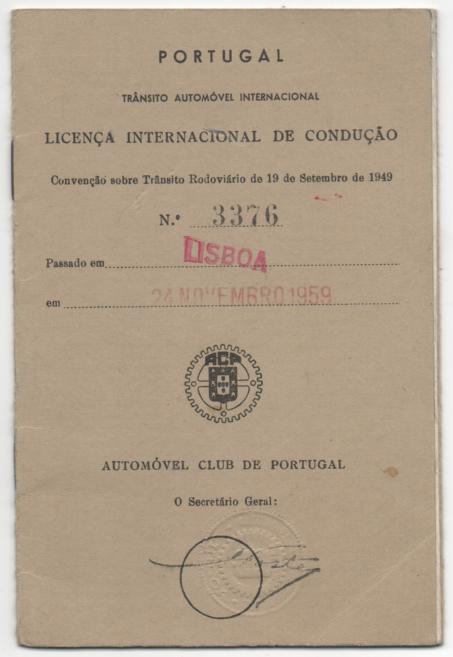 PORTUGAL
TRÂNSITO AUTOMÓVEL INTERNACIONAL
LICENÇA INTERNACIONAL DE CONDUÇÃO
Convenção sobre Trânsito Rodoviário de 19 de Setembro de 1949
N.º 3376
Passado em LISBOA
em 24 NOVEMBRO 1959
ACP
AUTOMÓVEL CLUB DE PORTUGAL
O Secretário Geral: